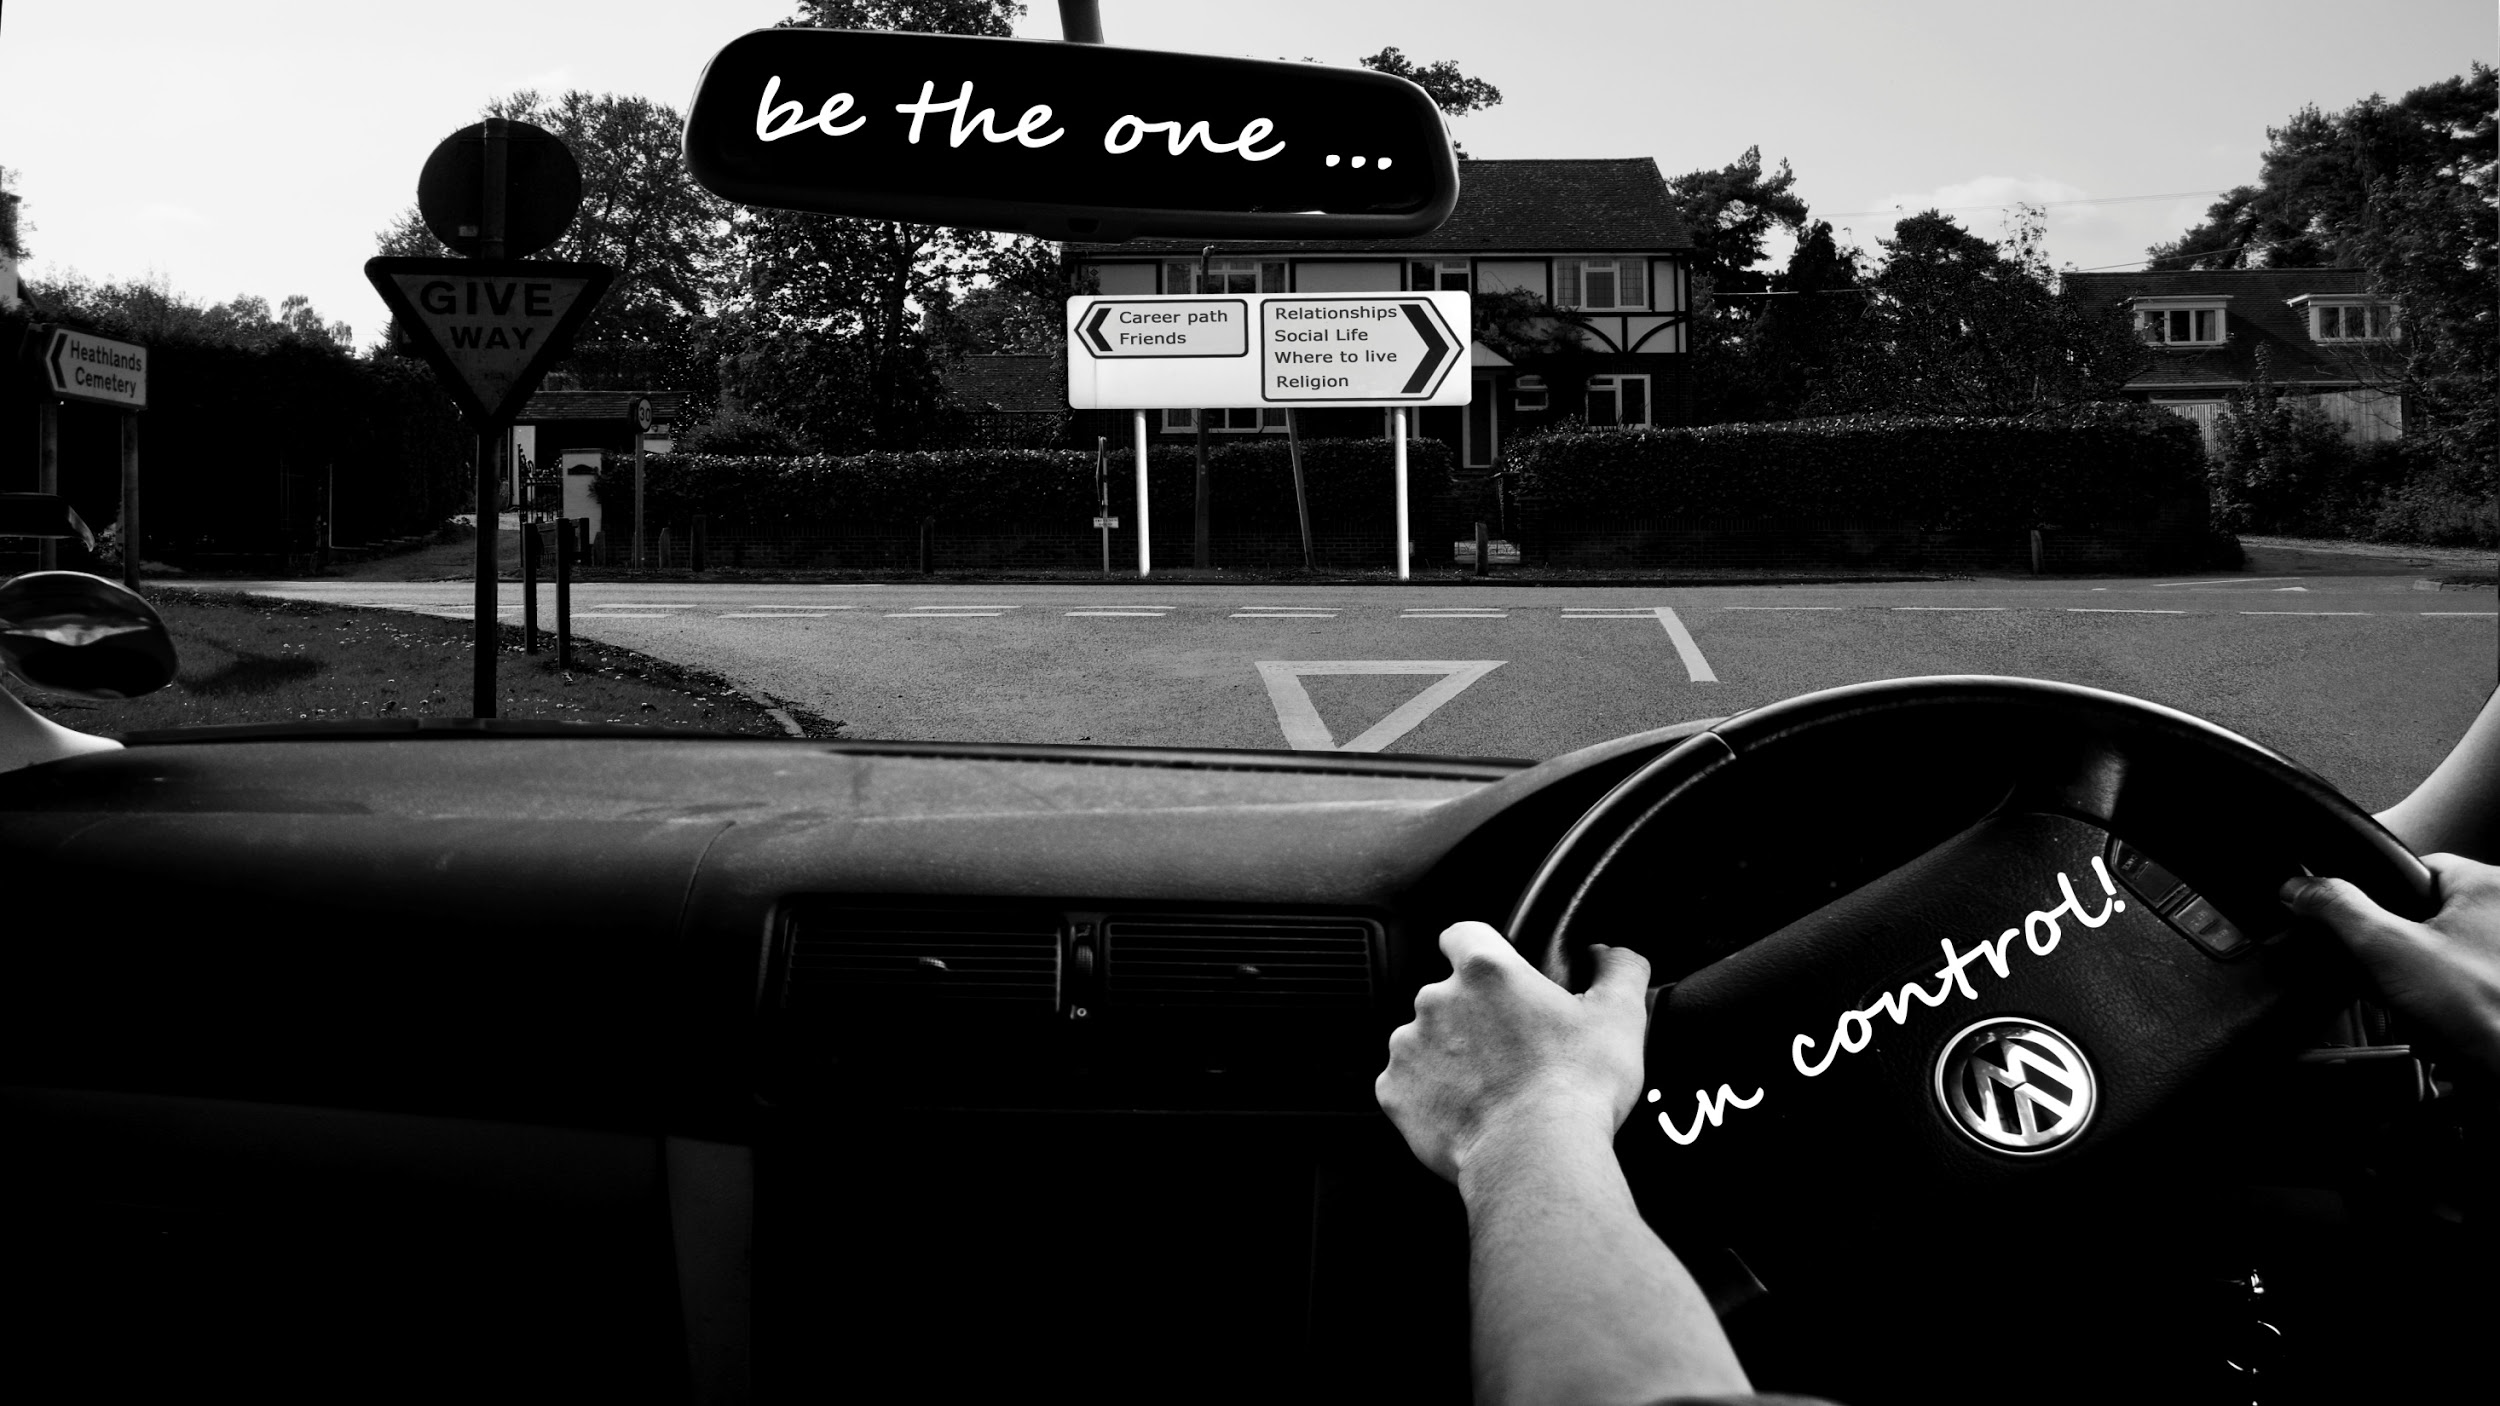 be the one ...
GIVE
WAY
Heathlands
Cemetery
30
Career path
Friends
Relationships
Social Life
Where to live
Religion
in control!